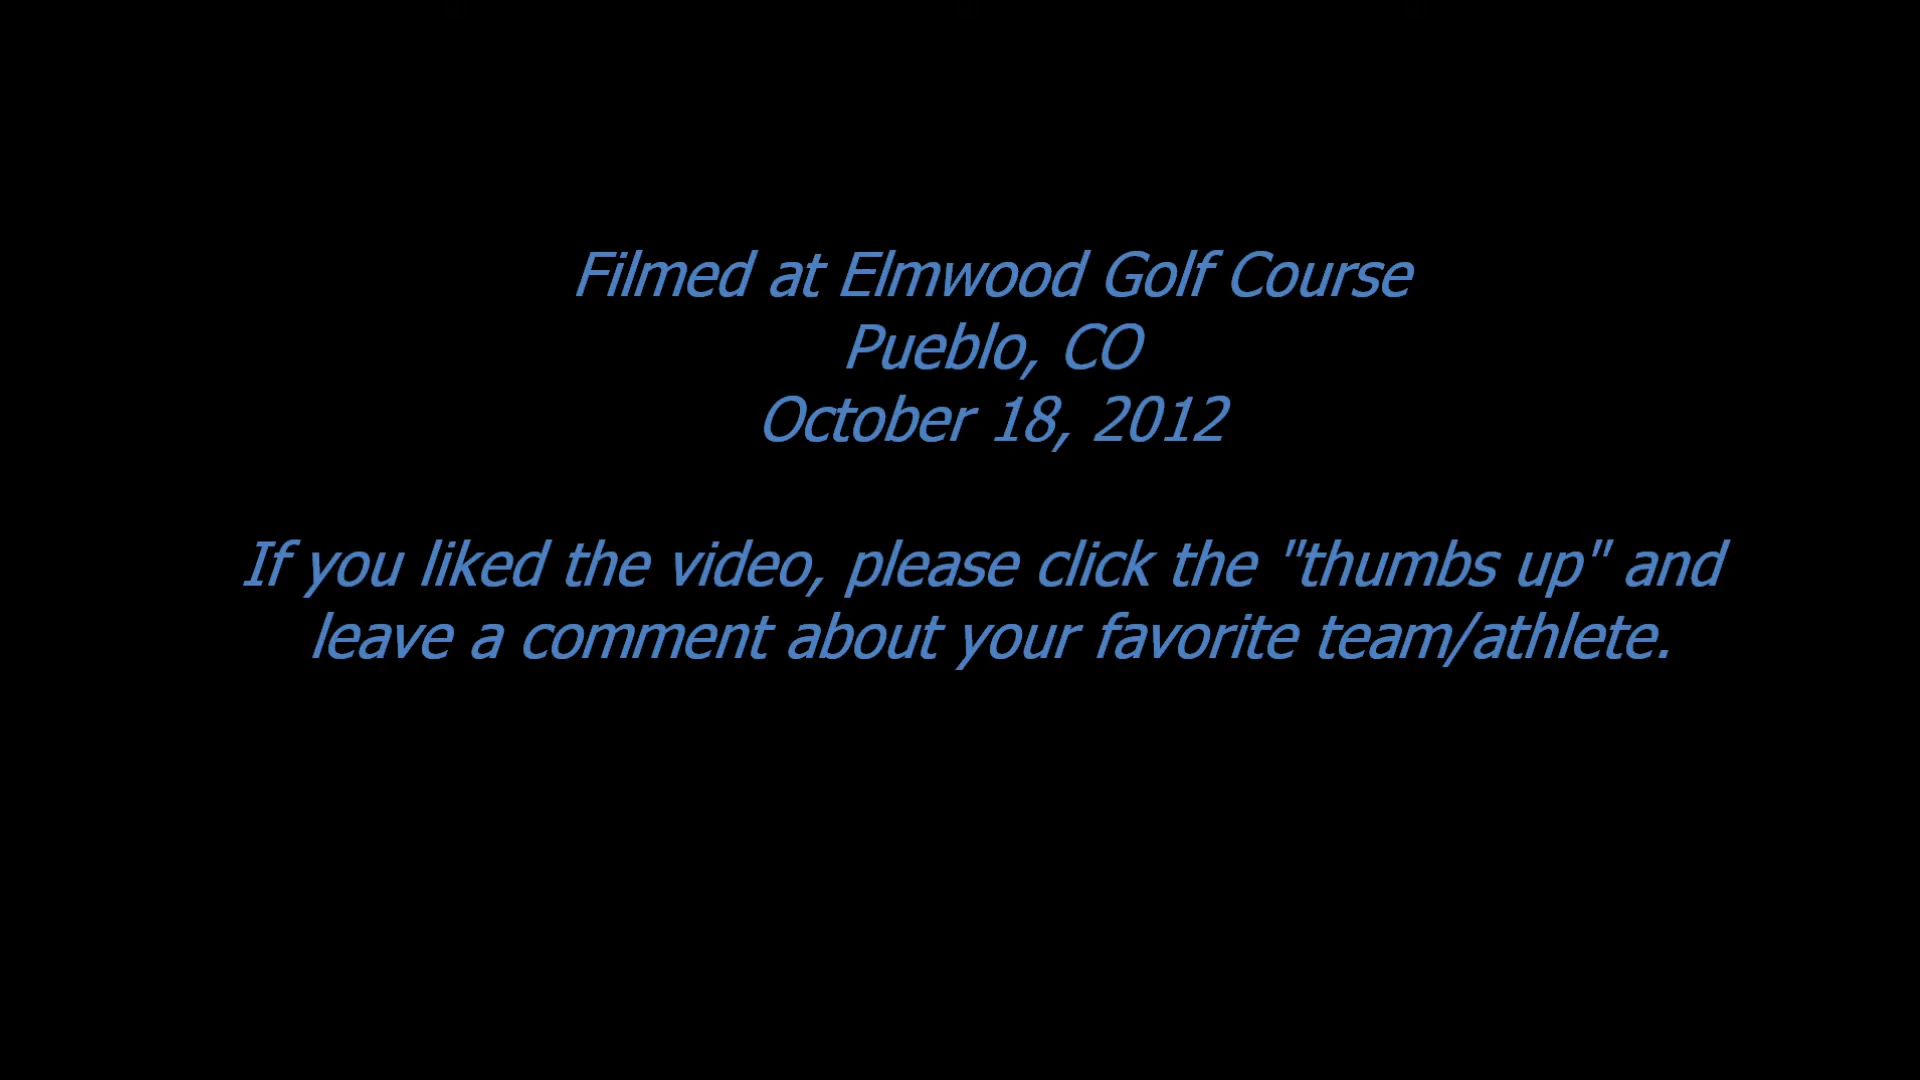 Filmed at Elmwood Golf Course
Pueblo, CO
October 18, 2012
If you liked the video, please click the "thumbs up" and
leave a comment about your favorite team/athlete.